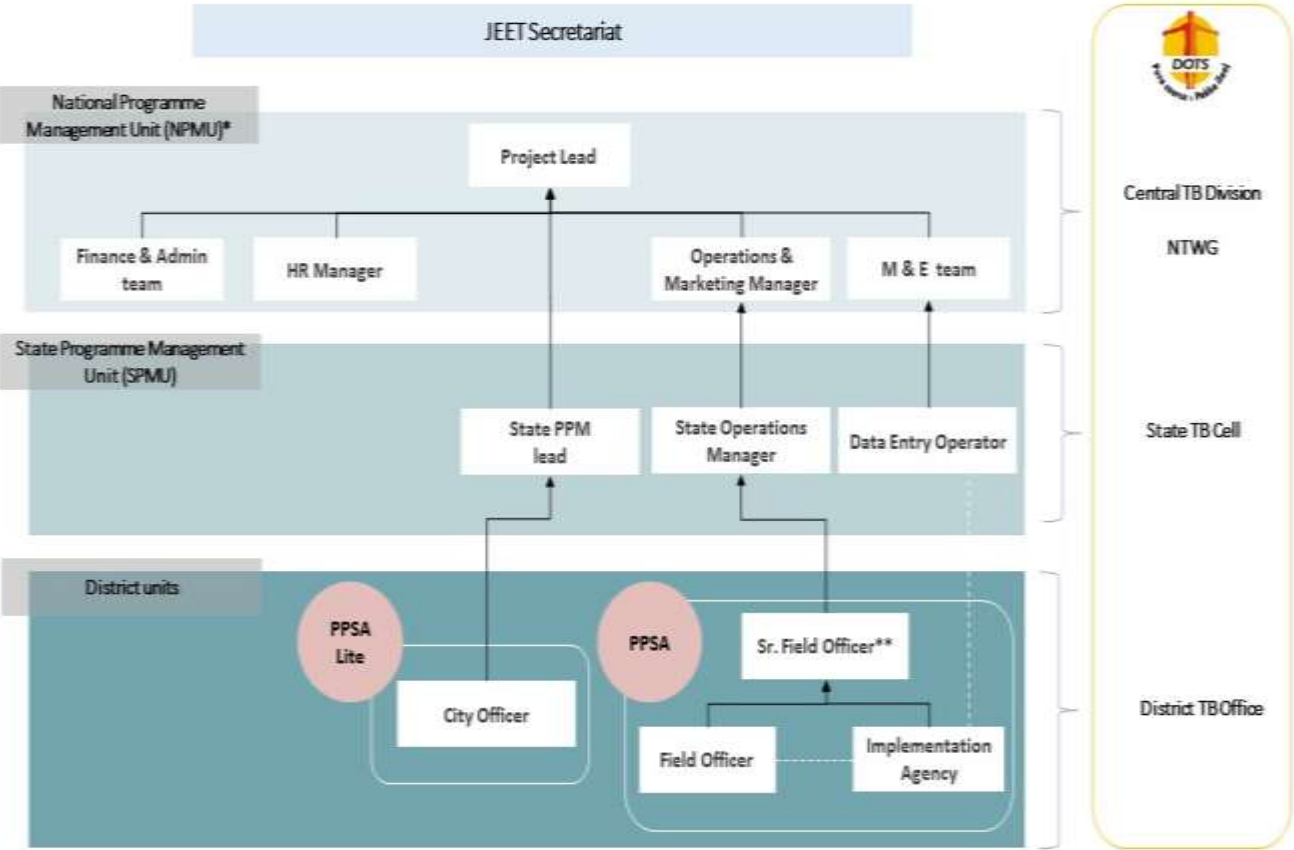 JEET Secretariat
DOTS
National Programme
Management Unit (NPMU)*
Project Lead
Finance & Admin
team
HR Manager
Operations &
Marketing Manager
M & E team
Central TB Division
NTWG
State Programme Management
Unit (SPMU)
State PPM
lead
State Operations
Manager
Data Entry Operator
State TB Cell
District units
PPSA
Lite
City Officer
PPSA
Sr. Field Officer**
Field Officer
Implementation
Agency
District TB Office